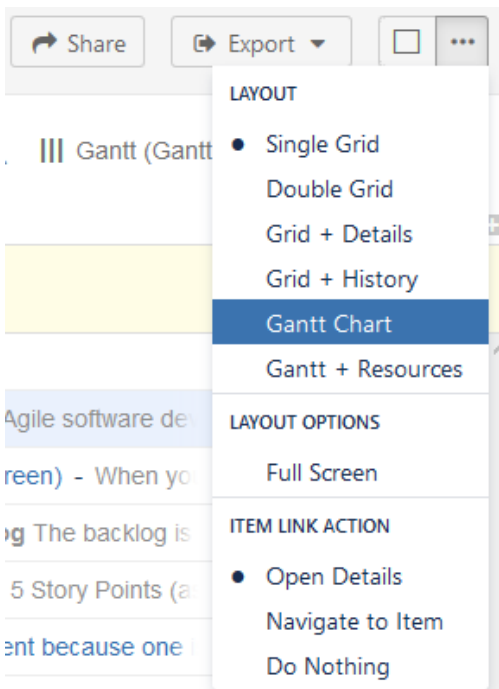 Share
Export
LAYOUT
Gantt (Gantt
Single Grid
Double Grid
Grid + Details
Grid + History
Gantt Chart
Gantt + Resources
Agile software de
LAYOUT OPTIONS
reen) - When yo
Full Screen
og The backlog is
ITEM LINK ACTION
5 Story Points (a
Open Details
Navigate to Item
ent because one
Do Nothing